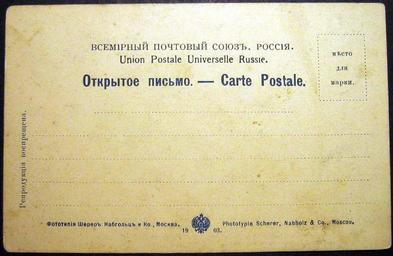 ВСЕМІРНЫЙ ПОЧТОВЫЙ СОЮЗЪ. РОССІЯ.
Union Postale Universelle Russie.
Открытое письмо. — Carte Postale.
мѣсто
для
марки.
Репродукція воспрещена.
Фототипія Шереръ Набгольцъ и Ко., Москва.
19 03.
Phototypie Scherer, Nabholz & Co., Moscou.